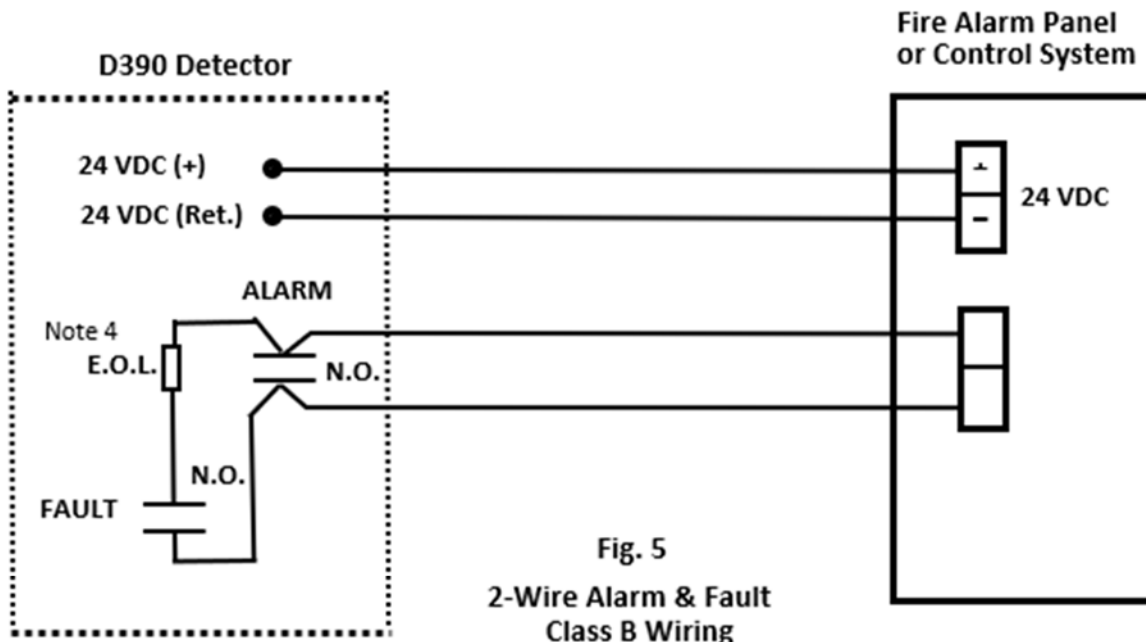 Fire Alarm Panel
or Control System
D390 Detector
24 VDC (+)
+
24 VDC
24 VDC (Ret.)
-
ALARM
Note 4
E.O.L.
N.O.
N.O.
FAULT
Fig. 5
2-Wire Alarm & Fault
Class B Wiring